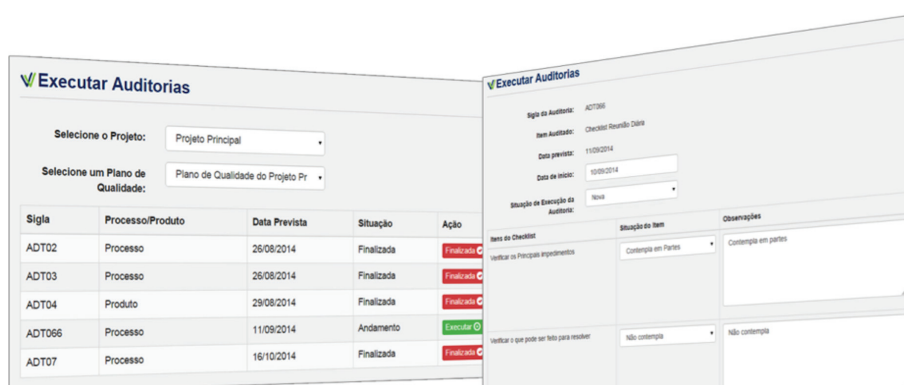 Executar Auditorias
Selecione o Projeto:
Projeto Principal
Selecione um Plano de
Qualidade:
Plano de Qualidade do Projeto Pr
Sigla Processo/Produto Data Prevista Situação Ação
ADT02 Processo 26/08/2014 Finalizada Finalizada
ADT03 Processo 26/08/2014 Finalizada Finalizada
ADT04 Produto 29/08/2014 Finalizada Finalizada
ADT066 Processo 11/09/2014 Andamento Executar
ADT07 Processo 16/10/2014 Finalizada Finalizada
Executar Auditorias
Sigla da Auditoria: ADT066
Item Auditado: Checklist Reunião Diária
Data prevista: 11/09/2014
Data de início: 10/09/2014
Situação de Execução da
Auditoria:
Nova
Itens do Checklist Situação do Item Observações
Verificar os Principais Impedimentos Contempla em Partes Contempla em partes
Verificar o que pode ser feito para resolver Não contempla Não contempla